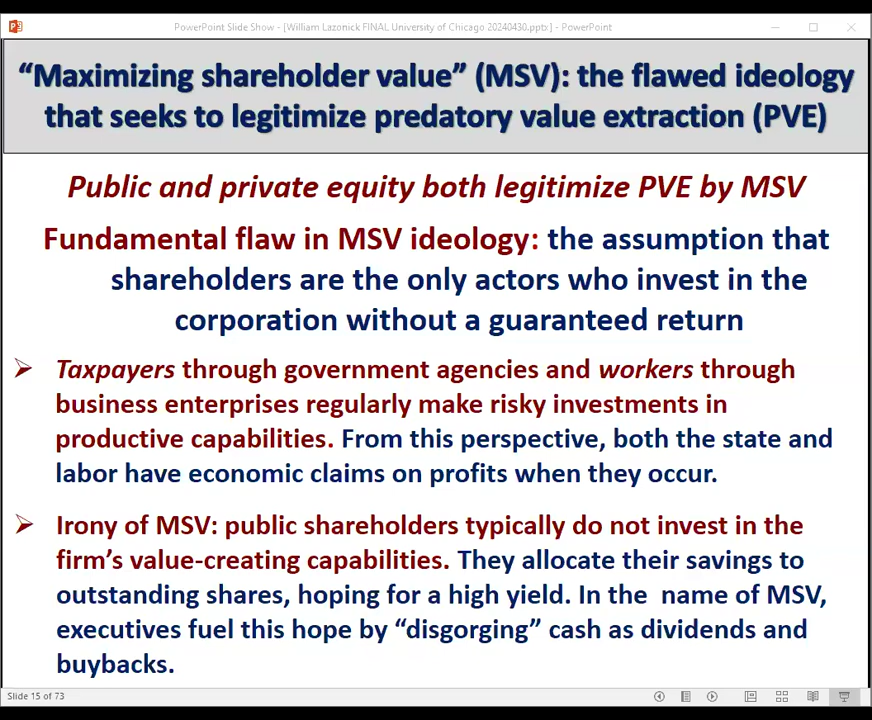 PowerPoint Slide Show - [William Lazonick FINAL University of Chicago 20240430.pptx] - PowerPoint
“Maximizing shareholder value” (MSV): the flawed ideology
that seeks to legitimize predatory value extraction (PVE)
Public and private equity both legitimize PVE by MSV
Fundamental flaw in MSV ideology: the assumption that
shareholders are the only actors who invest in the
corporation without a guaranteed return
Taxpayers through government agencies and workers through
business enterprises regularly make risky investments in
productive capabilities. From this perspective, both the state and
labor have economic claims on profits when they occur.
Irony of MSV: public shareholders typically do not invest in the
firm’s value-creating capabilities. They allocate their savings to
outstanding shares, hoping for a high yield. In the name of MSV,
executives fuel this hope by “disgorging” cash as dividends and
buybacks.
Slide 15 of 73